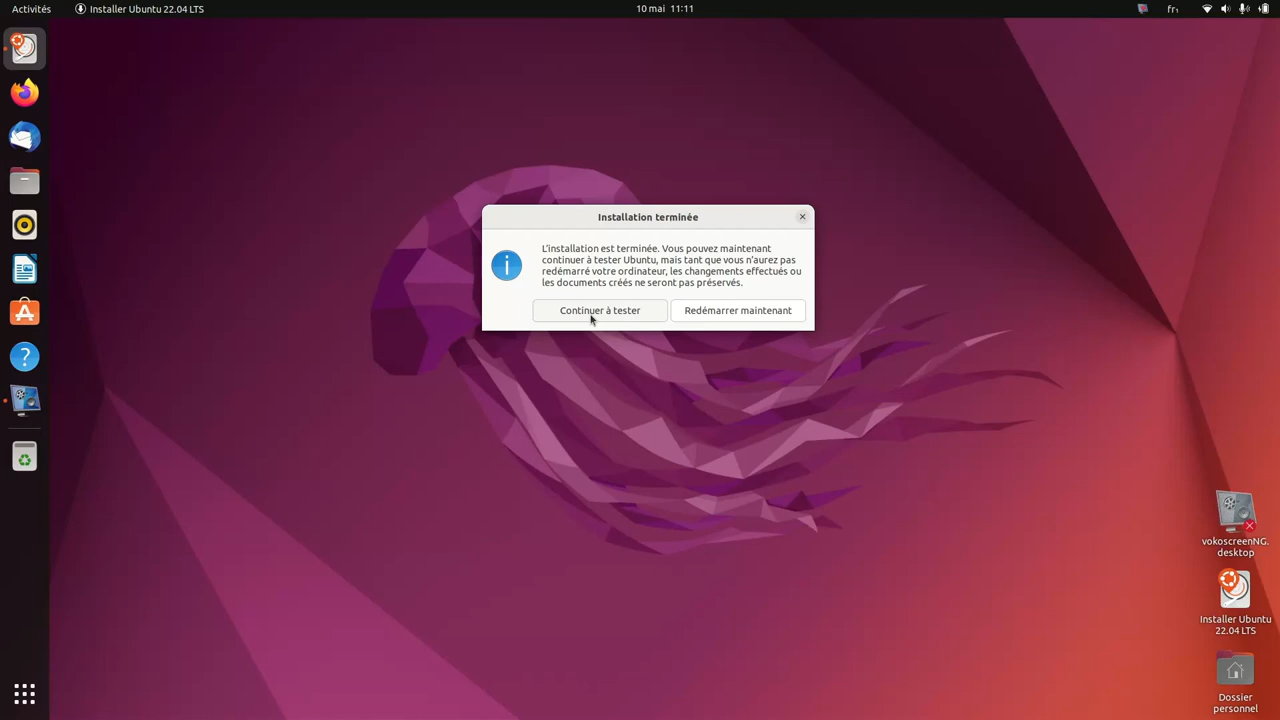 Activités
Installer Ubuntu 22.04 LTS
10 mai  11:11
fr₁
Installation terminée
L'installation est terminée. Vous pouvez maintenant
continuer à tester Ubuntu, mais tant que vous n'aurez pas
redémarré votre ordinateur, les changements effectués ou
les documents créés ne seront pas préservés.
Continuer à tester
Redémarrer maintenant
vokoscreenNG.
desktop
Installer Ubuntu
22.04 LTS
Dossier
personnel